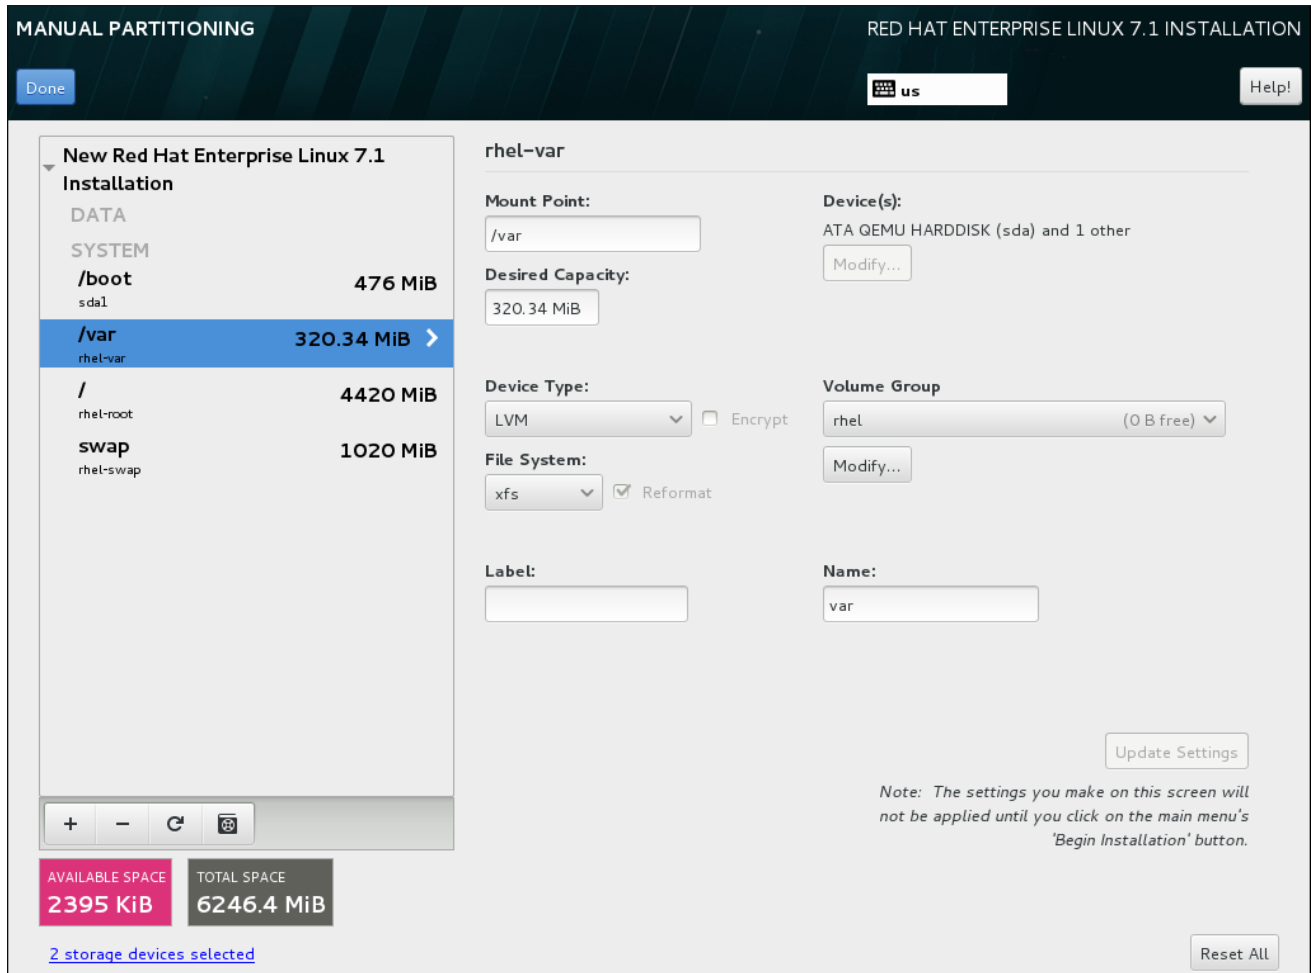 MANUAL PARTITIONING
RED HAT ENTERPRISE LINUX 7.1 INSTALLATION
Done
us
Help!
New Red Hat Enterprise Linux 7.1
Installation
DATA
SYSTEM
/boot
476 MiB
sda1
/var
320.34 MiB
rhel-var
/
4420 MiB
rhel-root
swap
1020 MiB
rhel-swap
+ −
AVAILABLE SPACE
2395 KiB
TOTAL SPACE
6246.4 MiB
2 storage devices selected
rhel-var
Mount Point:
/var
Desired Capacity:
320.34 MiB
Device(s):
ATA QEMU HARDDISK (sda) and 1 other
Modify...
Device Type:
LVM
Encrypt
File System:
xfs
Reformat
Volume Group
rhel (0 B free)
Modify...
Label:
Name:
var
Update Settings
Note: The settings you make on this screen will
not be applied until you click on the main menu's
'Begin Installation' button.
Reset All